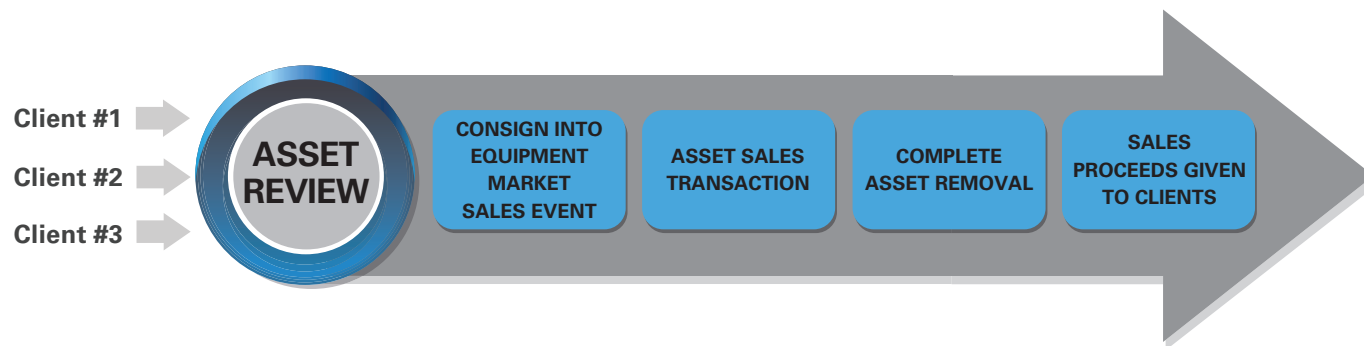 Client #1
Client #2
Client #3
ASSET
REVIEW
CONSIGN INTO
EQUIPMENT
MARKET
SALES EVENT
ASSET SALES
TRANSACTION
COMPLETE
ASSET REMOVAL
SALES
PROCEEDS GIVEN
TO CLIENTS